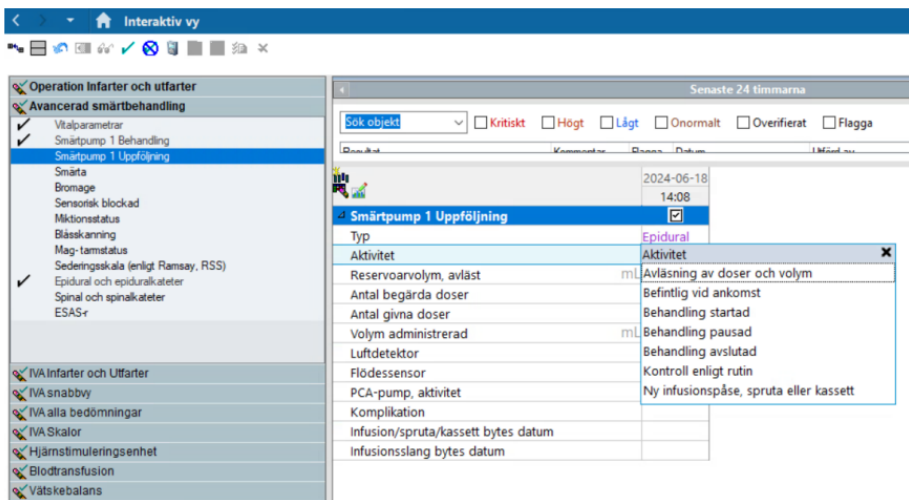 Interaktiv vy
Operation Infarter och utfarter
Avancerad smärtbehandling
Vitalparametrar
Smärtpump 1 Behandling
Smärtpump 1 Uppföljning
Smärta
Bromage
Sensorisk blockad
Miktionsstatus
Blåsskanning
Mag-tarmstatus
Sederingsskala (enligt Ramsay, RSS)
Epidural och epiduralkateter
Spinal och spinalkateter
ESAS-r
IVA Infarter och Utfarter
IVA snabbvy
IVA alla bedömningar
IVA Skalor
Hjärnstimuleringsenhet
Blodtransfusion
Vätskebalans
Senaste 24 timmarna
Sök objekt Kritiskt Högt Lågt Onormalt Overifierat Flagga
Resultat Kommentar Flagga Datum Utförd av
2024-06-18
14:08
Smärtpump 1 Uppföljning
Typ Epidural
Aktivitet
Reservoarvolym, avläst mL
Antal begärda doser
Antal givna doser
Volym administrerad mL
Luftdetektor
Flödessensor
PCA-pump, aktivitet
Komplikation
Infusion/spruta/kassett bytes datum
Infusionsslang bytes datum
Aktivitet
Avläsning av doser och volym
Befintlig vid ankomst
Behandling startad
Behandling pausad
Behandling avslutad
Kontroll enligt rutin
Ny infusionspåse, spruta eller kassett